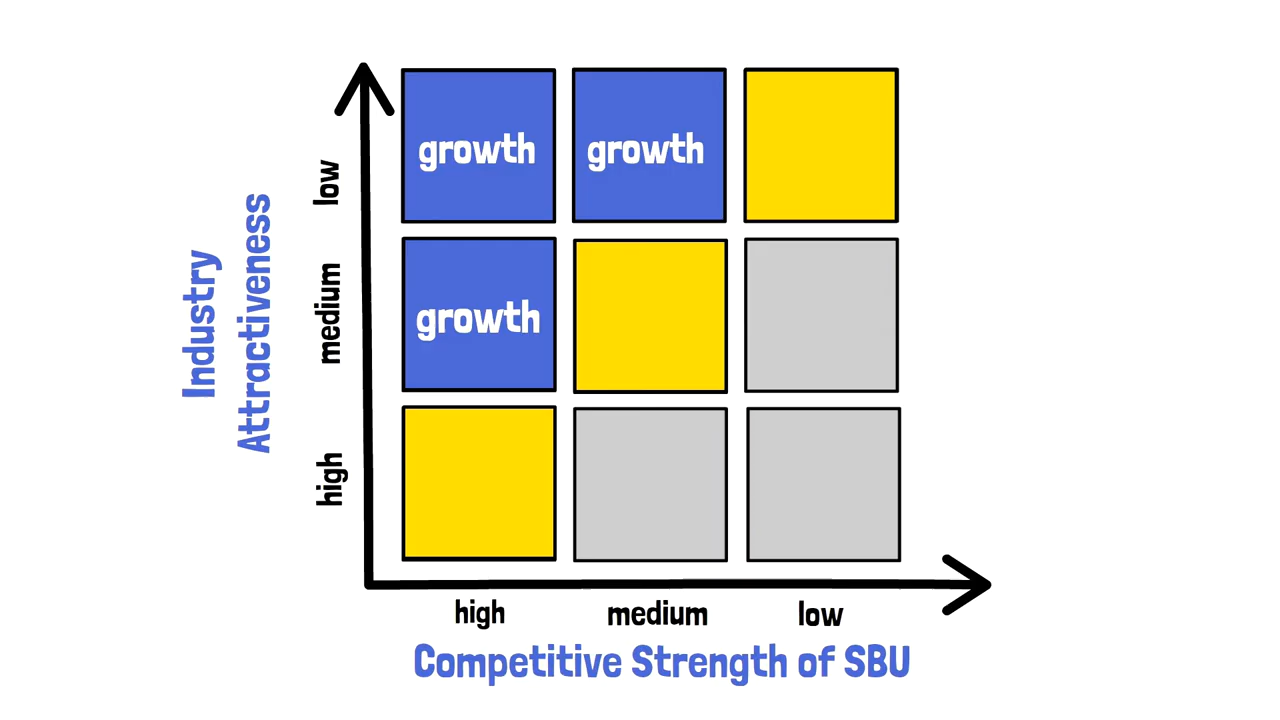 Industry
Attractiveness
low
medium
high
growth
growth
growth
high
medium
low
Competitive Strength of SBU